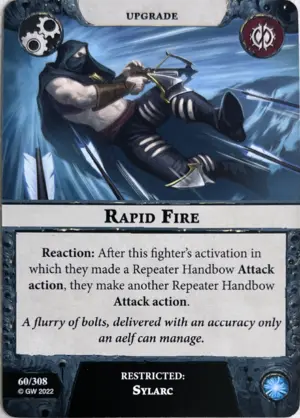 UPGRADE
RAPID FIRE
Reaction: After this fighter's activation in
which they made a Repeater Handbow Attack
action, they make another Repeater Handbow
Attack action.
A flurry of bolts, delivered with an accuracy only
an aelf can manage.
60/308
© GW 2022
RESTRICTED:
SYLARC